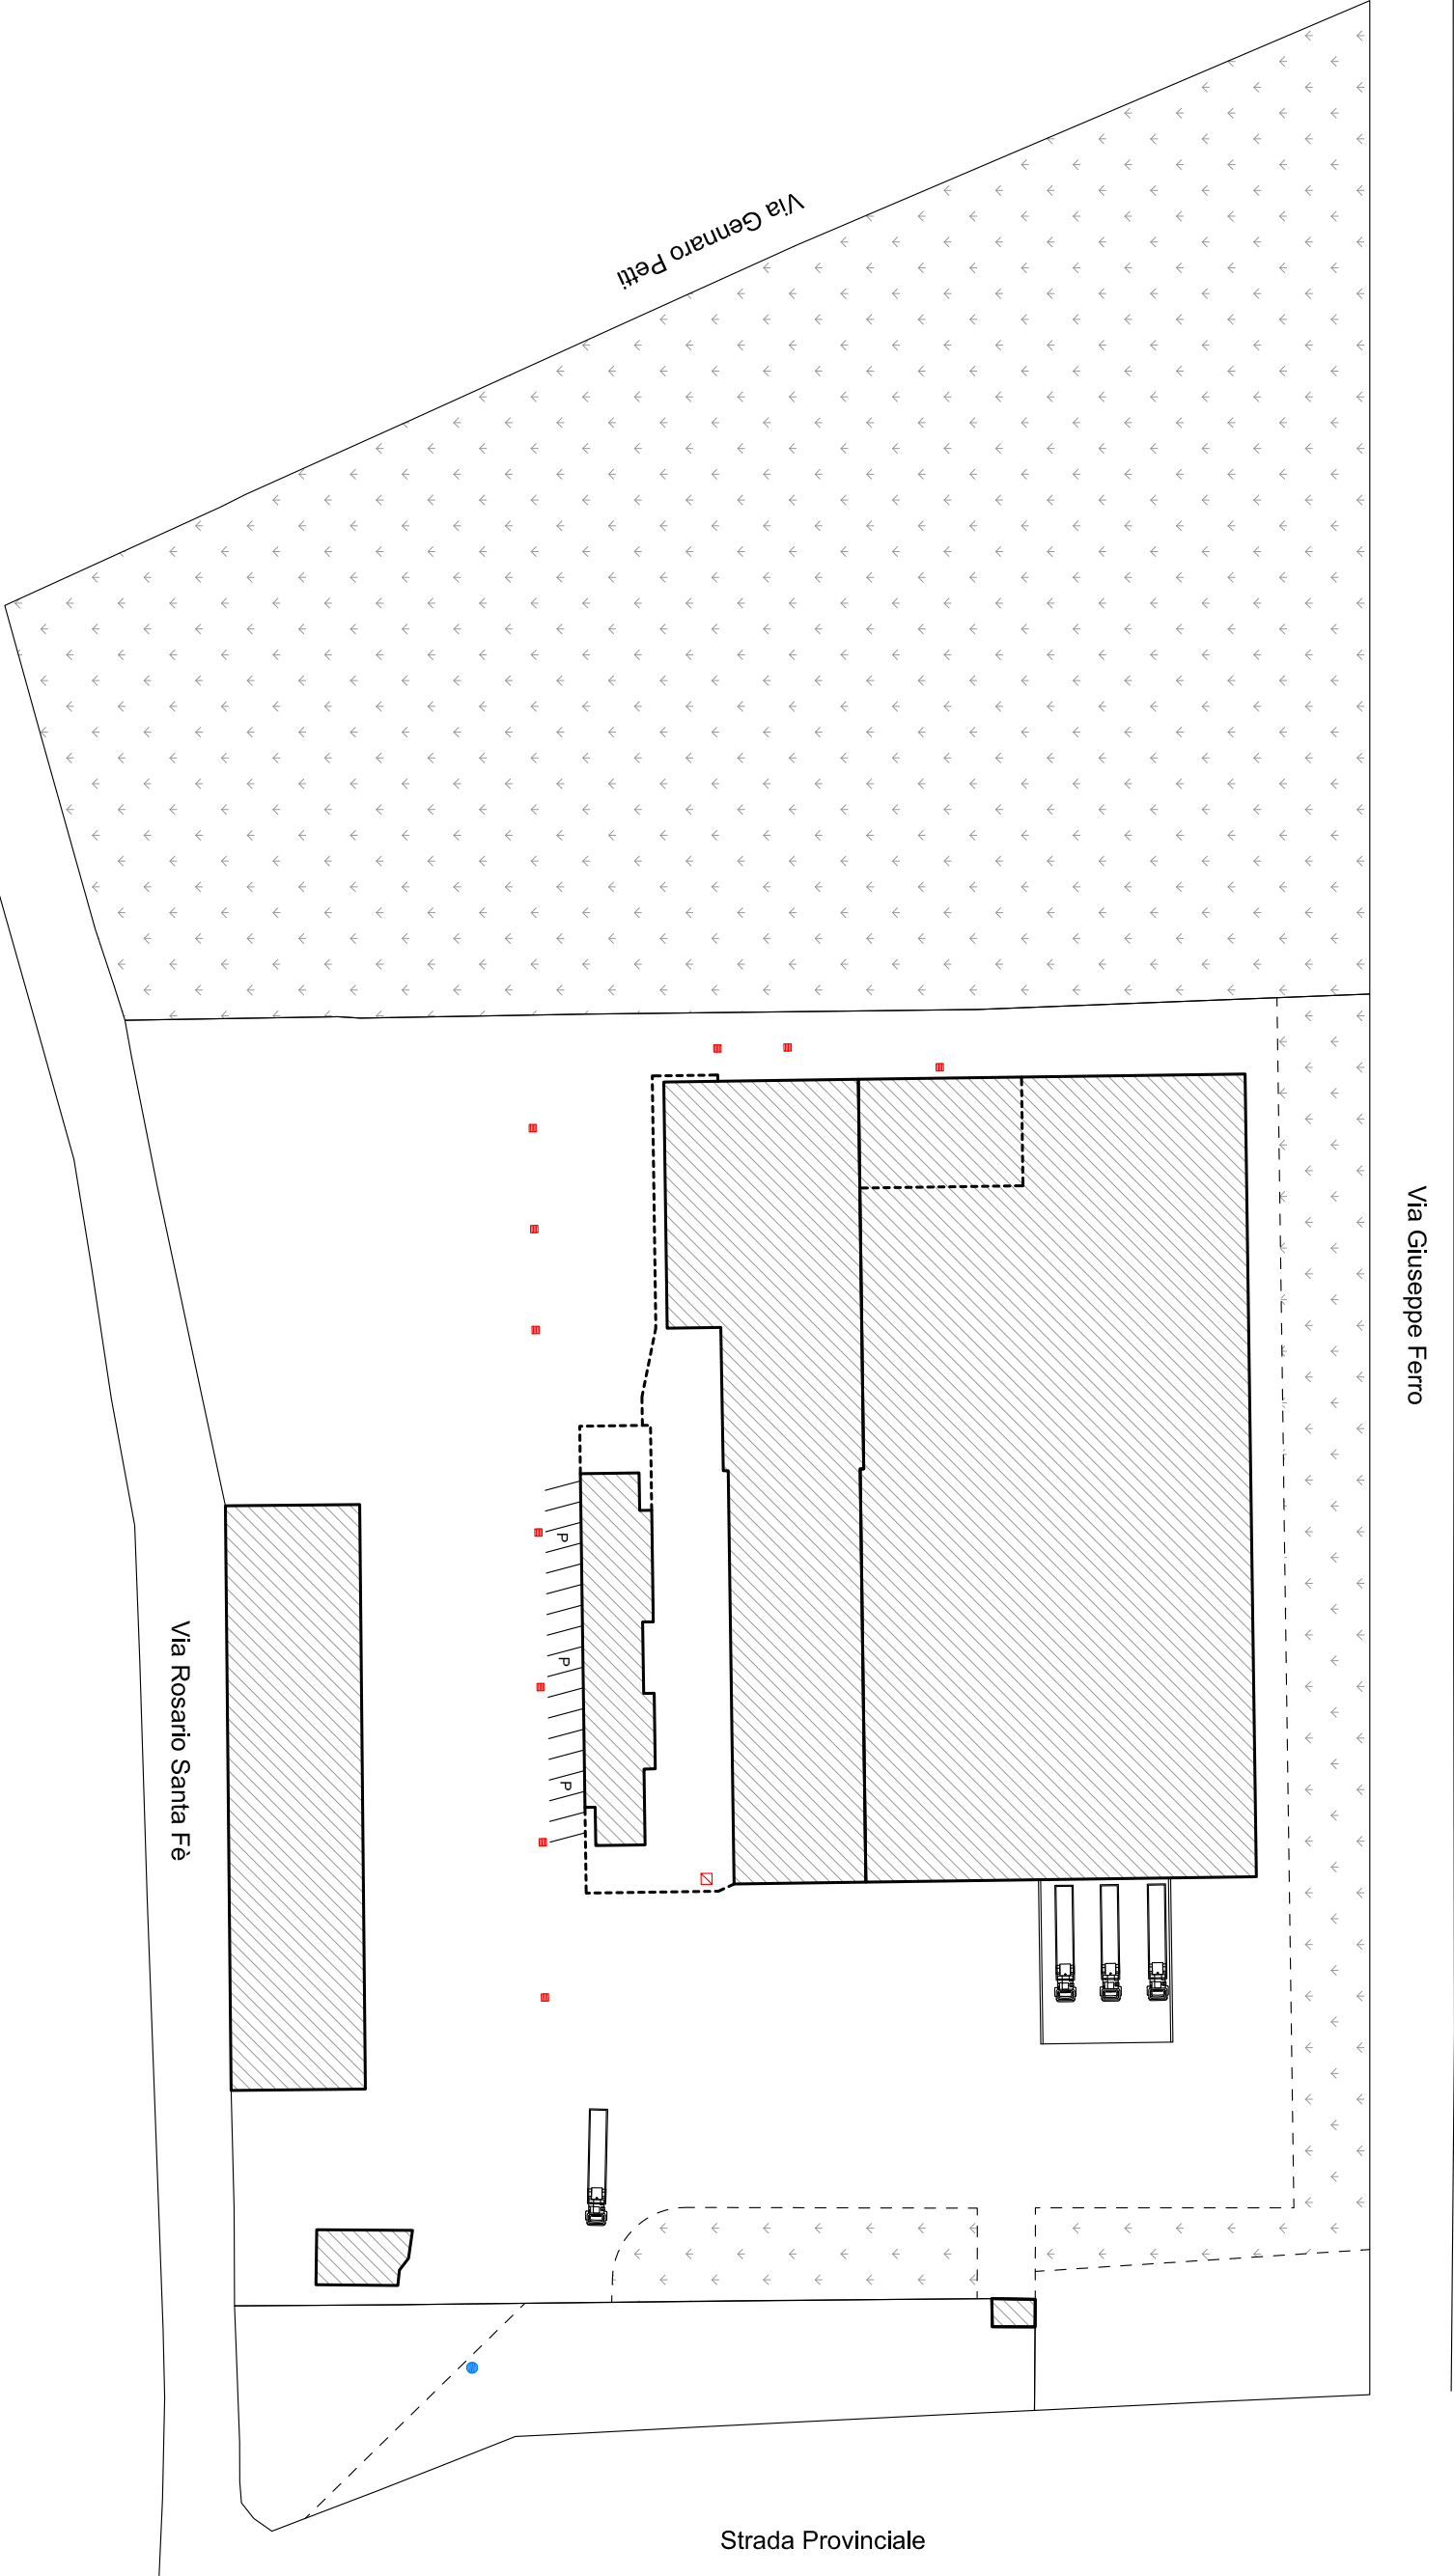 Via Gennaro Petti
Via Giuseppe Ferro
P
P
P
Via Rosario Santa Fè
Strada Provinciale